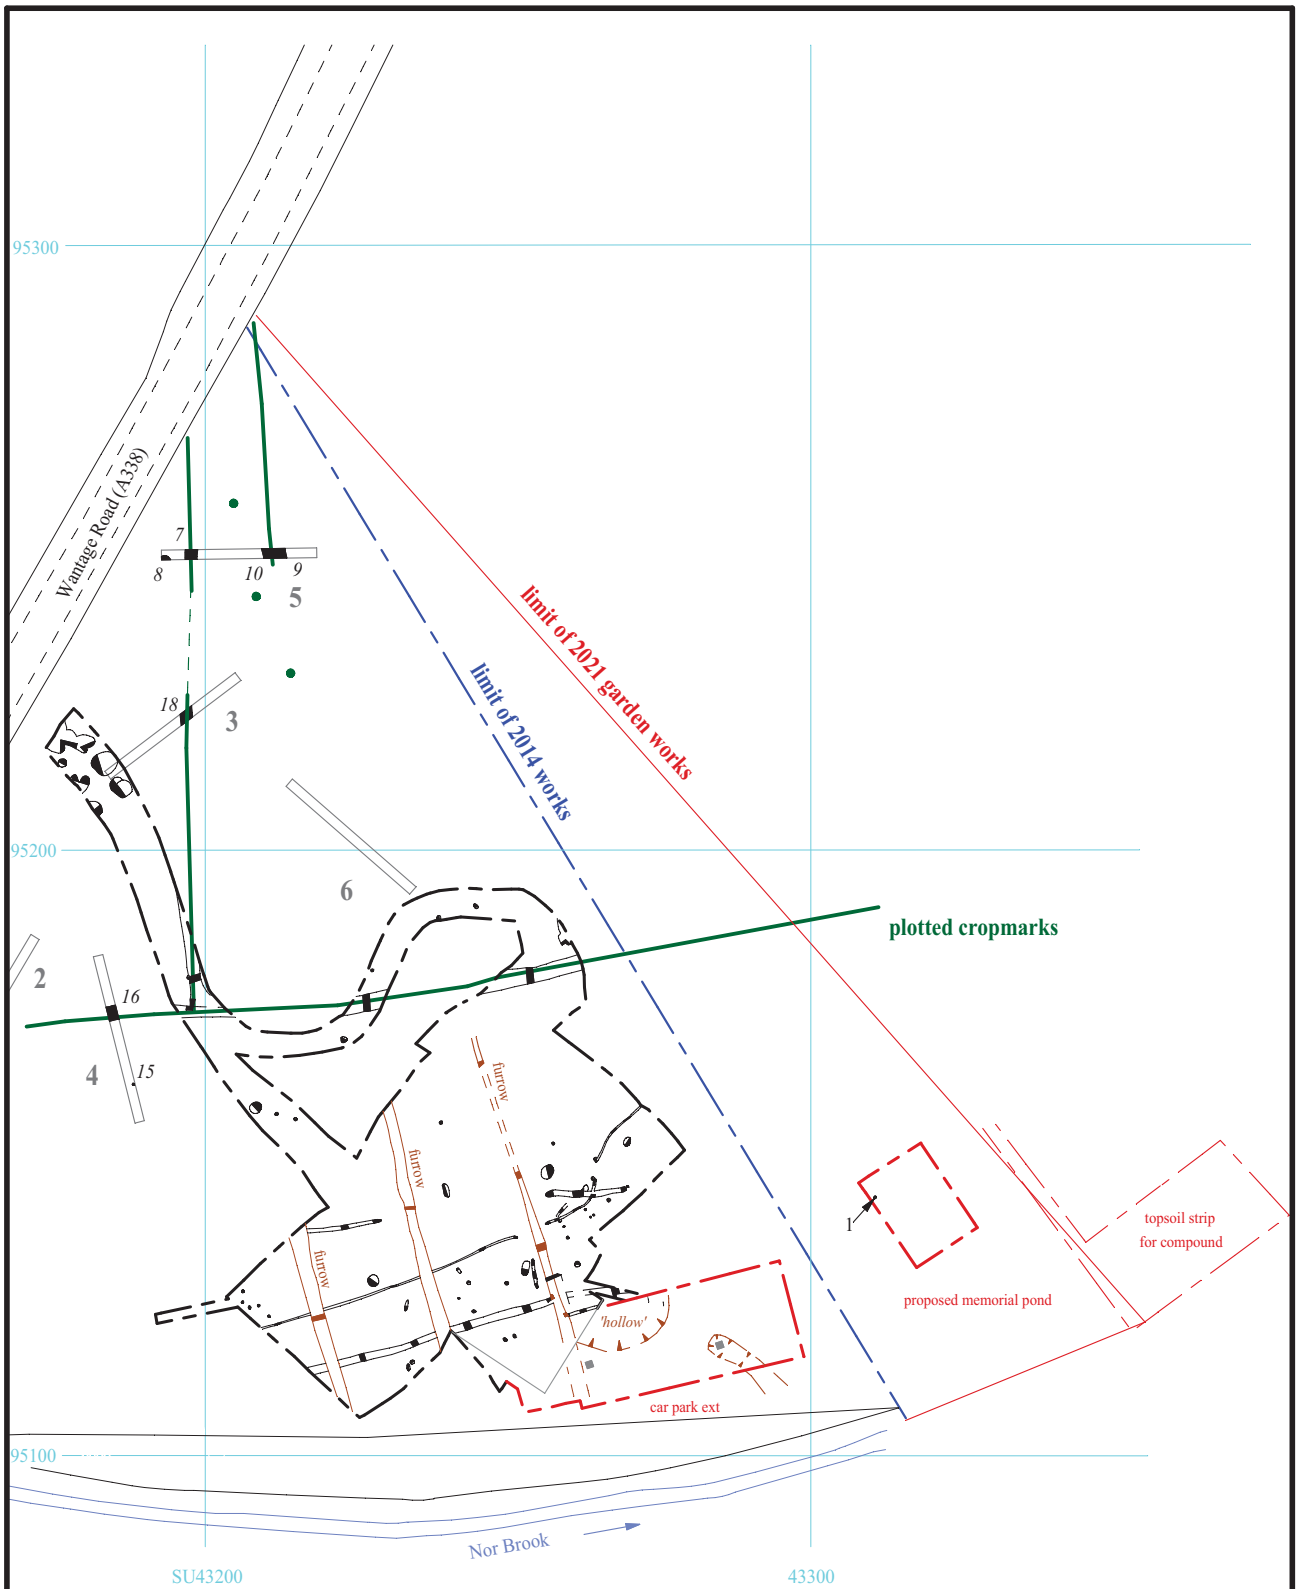 95300
Wantage Road (A338)
7
8
10
9
5
limit of 2021 garden works
limit of 2014 works
18
3
95200
6
plotted cropmarks
2
16
4
15
furrow
furrow
furrow
1
topsoil strip
for compound
proposed memorial pond
'hollow'
car park ext
95100
Nor Brook
SU43200
43300